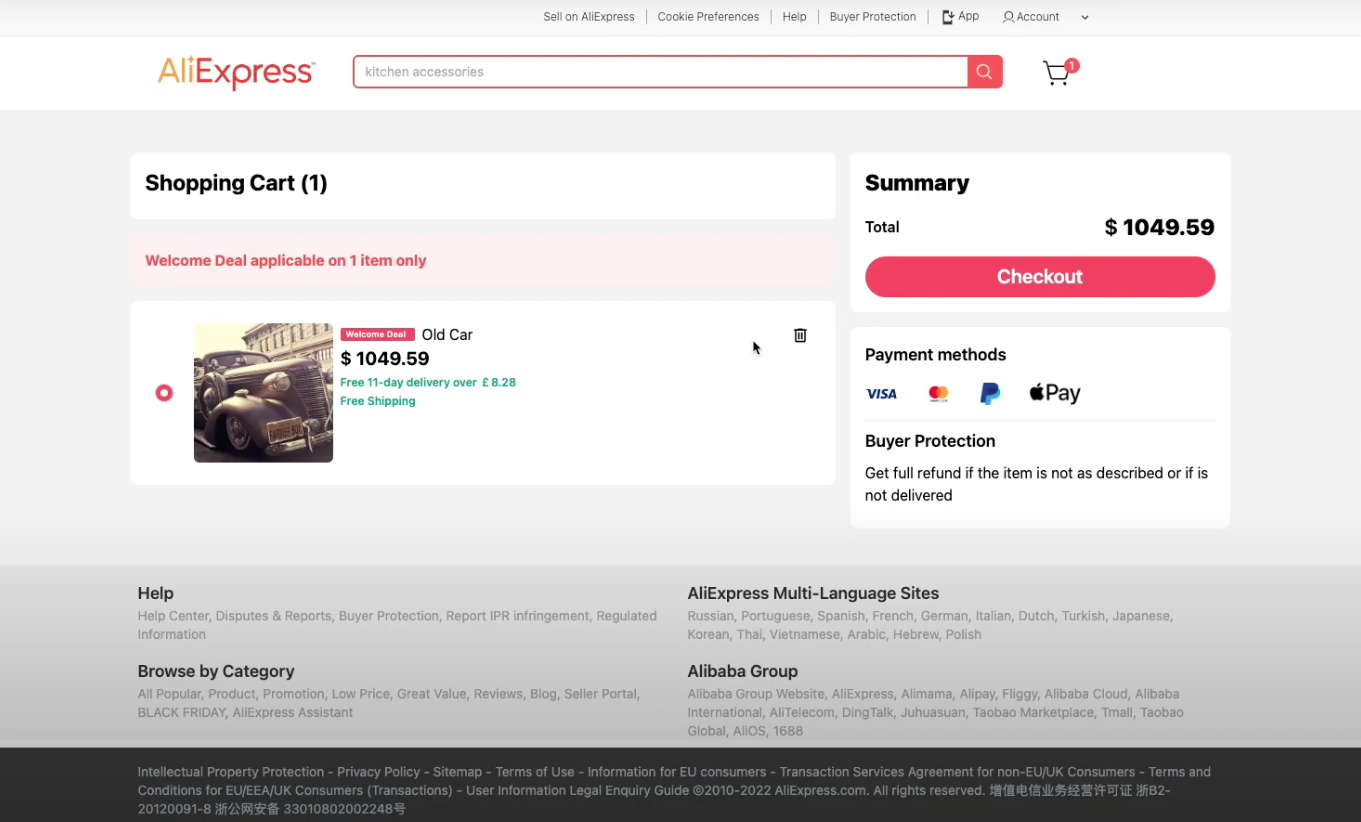 Sell on AliExpress
Cookie Preferences
Help
Buyer Protection
App
Account
AliExpress™
kitchen accessories
1
Shopping Cart (1)
Welcome Deal applicable on 1 item only
Welcome Deal Old Car
$ 1049.59
Free 11-day delivery over £ 8.28
Free Shipping
FARMER BOY
Summary
Total $ 1049.59
Checkout
Payment methods
VISA
Pay
Buyer Protection
Get full refund if the item is not as described or if is
not delivered
Help
Help Center, Disputes & Reports, Buyer Protection, Report IPR infringement, Regulated
Information
AliExpress Multi-Language Sites
Russian, Portuguese, Spanish, French, German, Italian, Dutch, Turkish, Japanese,
Korean, Thai, Vietnamese, Arabic, Hebrew, Polish
Browse by Category
All Popular, Product, Promotion, Low Price, Great Value, Reviews, Blog, Seller Portal,
BLACK FRIDAY, AliExpress Assistant
Alibaba Group
Alibaba Group Website, AliExpress, Alimama, Alipay, Fliggy, Alibaba Cloud, Alibaba
International, AliTelecom, DingTalk, Juhuasuan, Taobao Marketplace, Tmall, Taobao
Global, AliOS, 1688
Intellectual Property Protection - Privacy Policy - Sitemap - Terms of Use - Information for EU consumers - Transaction Services Agreement for non-EU/UK Consumers - Terms and
Conditions for EU/EEA/UK Consumers (Transactions) - User Information Legal Enquiry Guide ©2010-2022 AliExpress.com. All rights reserved. 增值电信业务经营许可证 浙B2-
20120091-8 浙公网安备 33010802002248号